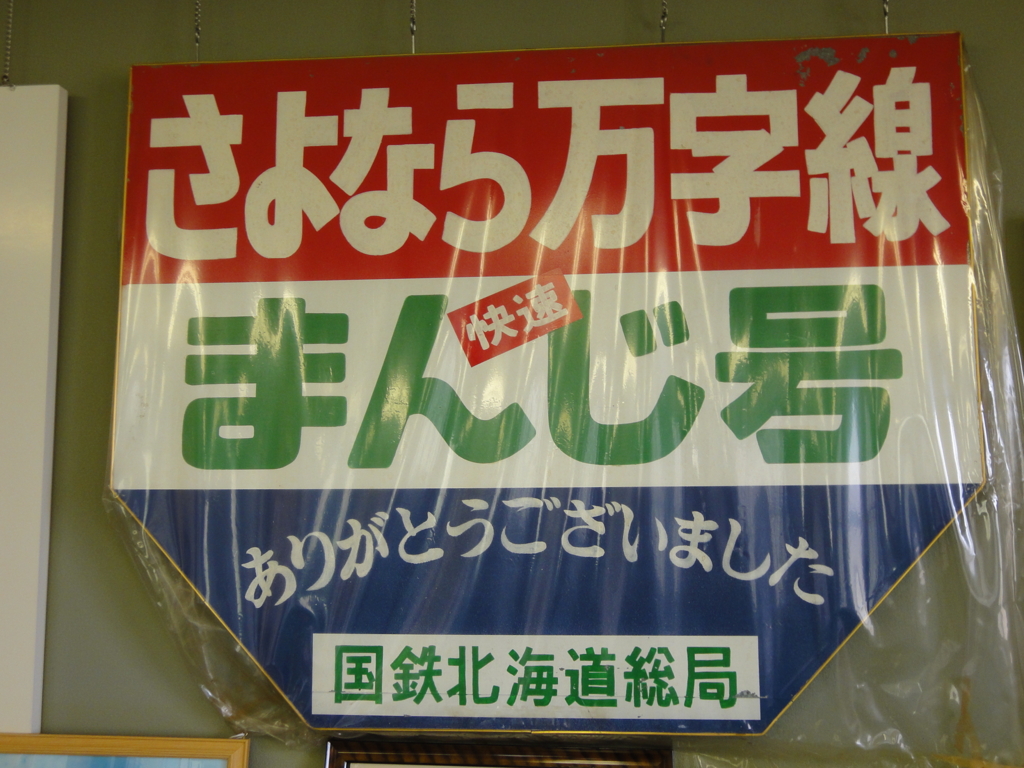 さよなら万字線
快速
まんじ号
ありがとうございました
国鉄北海道総局